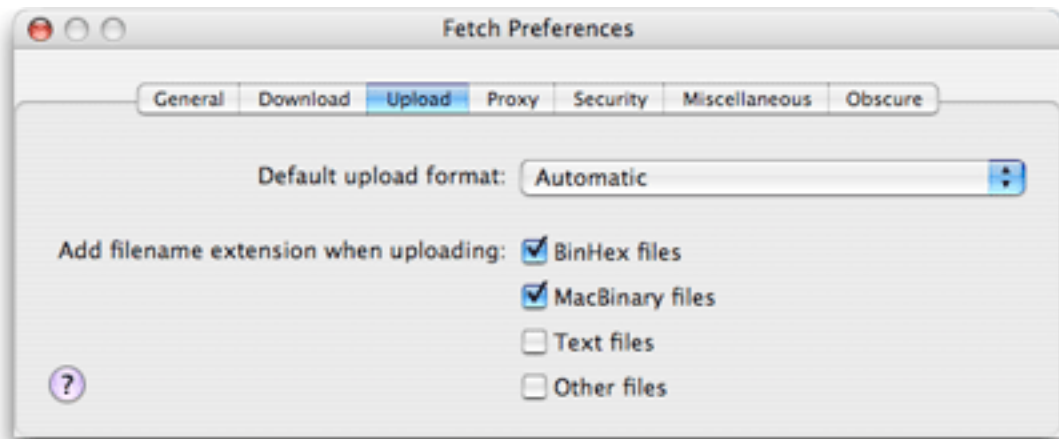 Fetch Preferences
General Download Upload Proxy Security Miscellaneous Obscure
Default upload format: Automatic
Add filename extension when uploading: BinHex files
MacBinary files
Text files
Other files
?